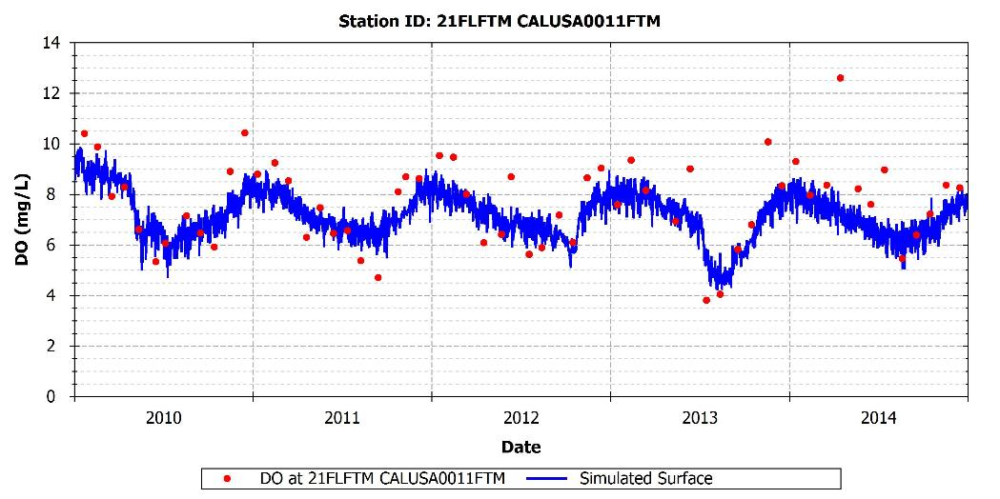 Station ID: 21FLFTM CALUSA0011FTM
14
12
10
8
6
4
2
0
DO (mg/L)
2010 2011 2012 2013 2014
Date
DO at 21FLFTM CALUSA0011FTM Simulated Surface